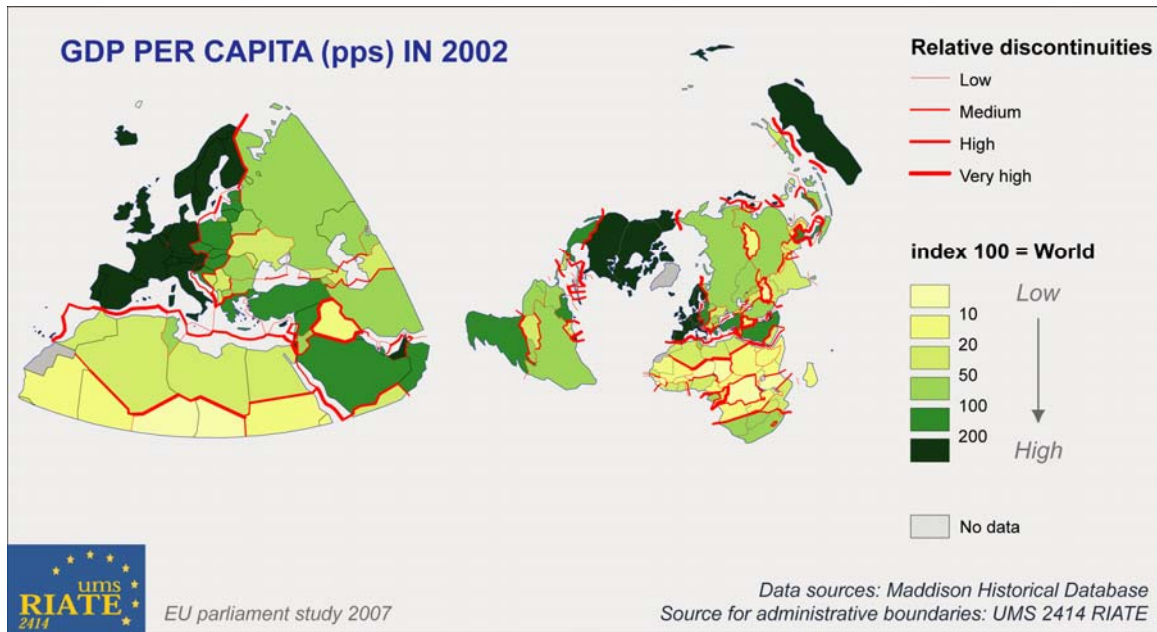 GDP PER CAPITA (pps) IN 2002
Relative discontinuities
Low
Medium
High
Very high
index 100 = World
Low
10
20
50
100
200
High
No data
ums
RIATE
2414
EU parliament study 2007
Data sources: Maddison Historical Database
Source for administrative boundaries: UMS 2414 RIATE